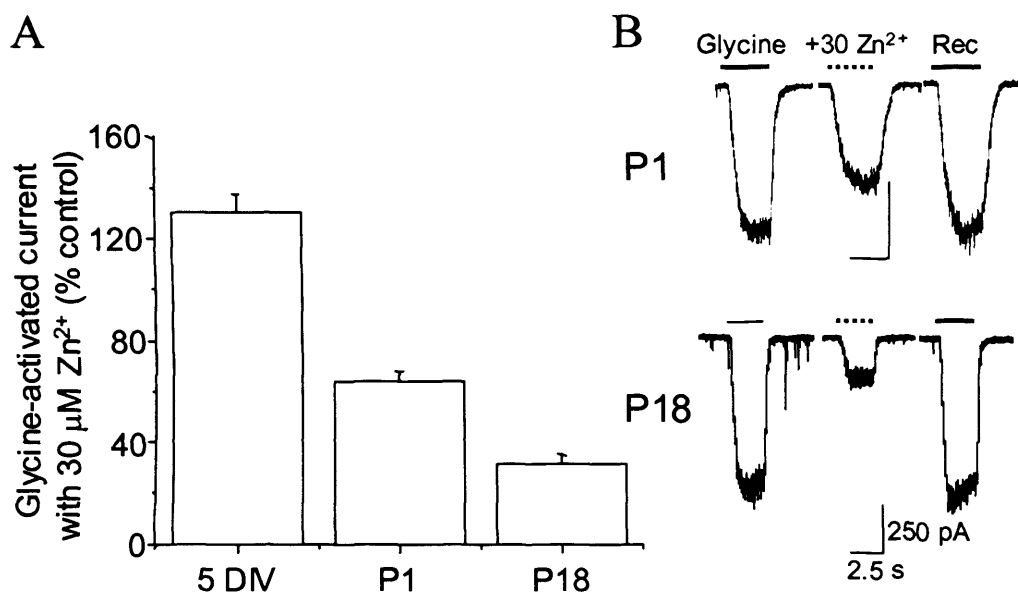 A
B
Glycine-activated current
with 30 μM Zn²⁺ (% control)
160
120
80
40
0
5 DIV
P1
P18
Glycine
+30 Zn²⁺
Rec
P1
P18
250 pA
2.5 s